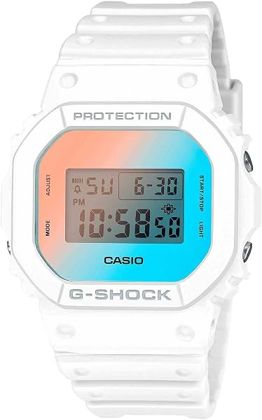 PROTECTION
ADJUST
START/STOP
SU 6-30
PM 10:58 50
MODE
LIGHT
CASIO
G-SHOCK